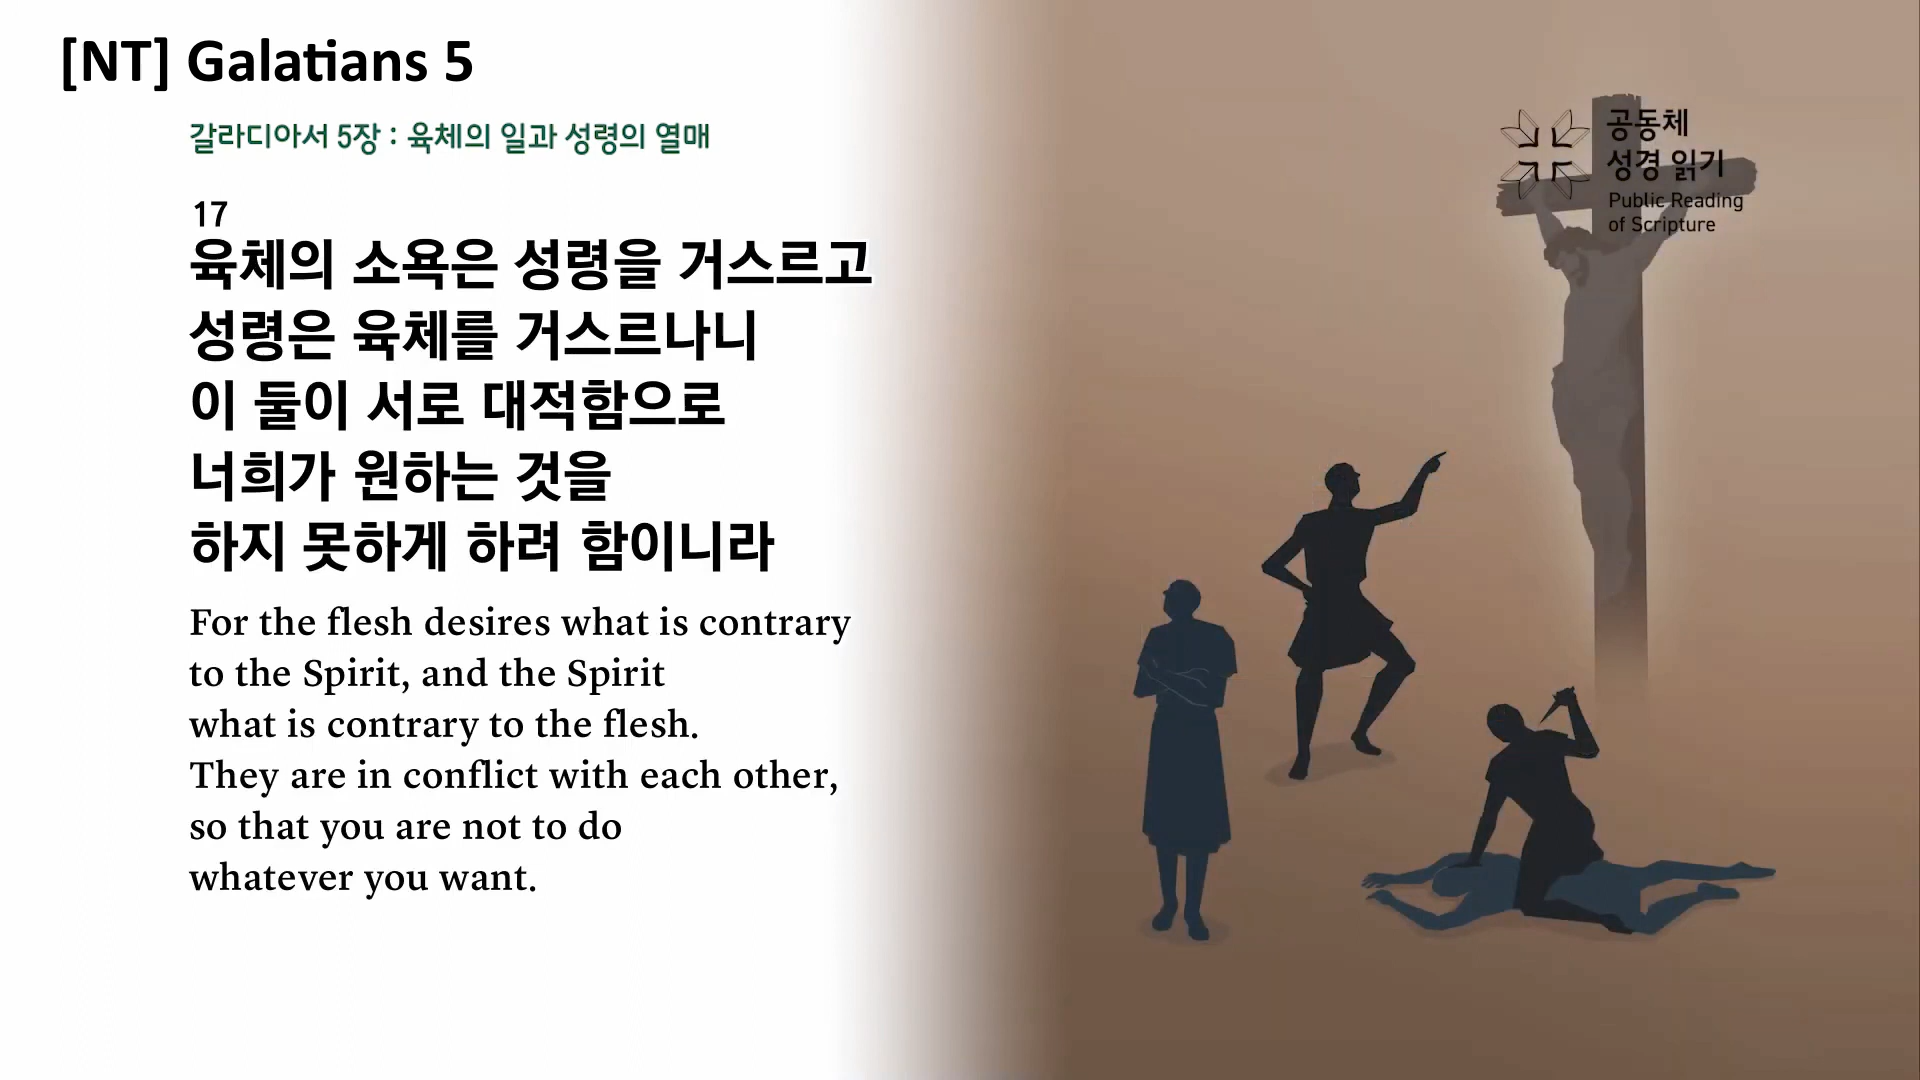 [NT] Galatians 5
갈라디아서 5장 : 육체의 일과 성령의 열매
17
육체의 소욕은 성령을 거스르고
성령은 육체를 거스르나니
이 둘이 서로 대적함으로
너희가 원하는 것을
하지 못하게 하려 함이니라
For the flesh desires what is contrary
to the Spirit, and the Spirit
what is contrary to the flesh.
They are in conflict with each other,
so that you are not to do
whatever you want.
공동체
성경 읽기
Public Reading
of Scripture